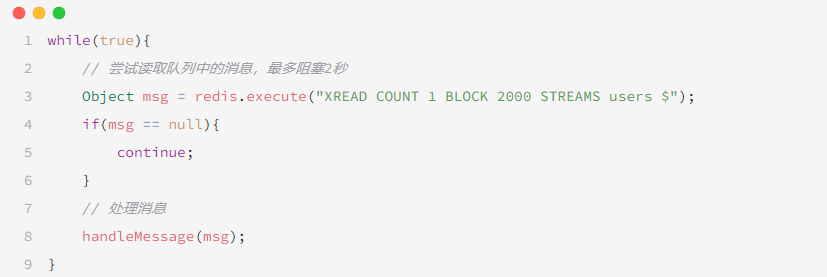 1 while(true){
2 // 尝试读取队列中的消息，最多阻塞2秒
3 Object msg = redis.execute("XREAD COUNT 1 BLOCK 2000 STREAMS users $");
4 if(msg == null){
5 continue;
6 }
7 // 处理消息
8 handleMessage(msg);
9 }